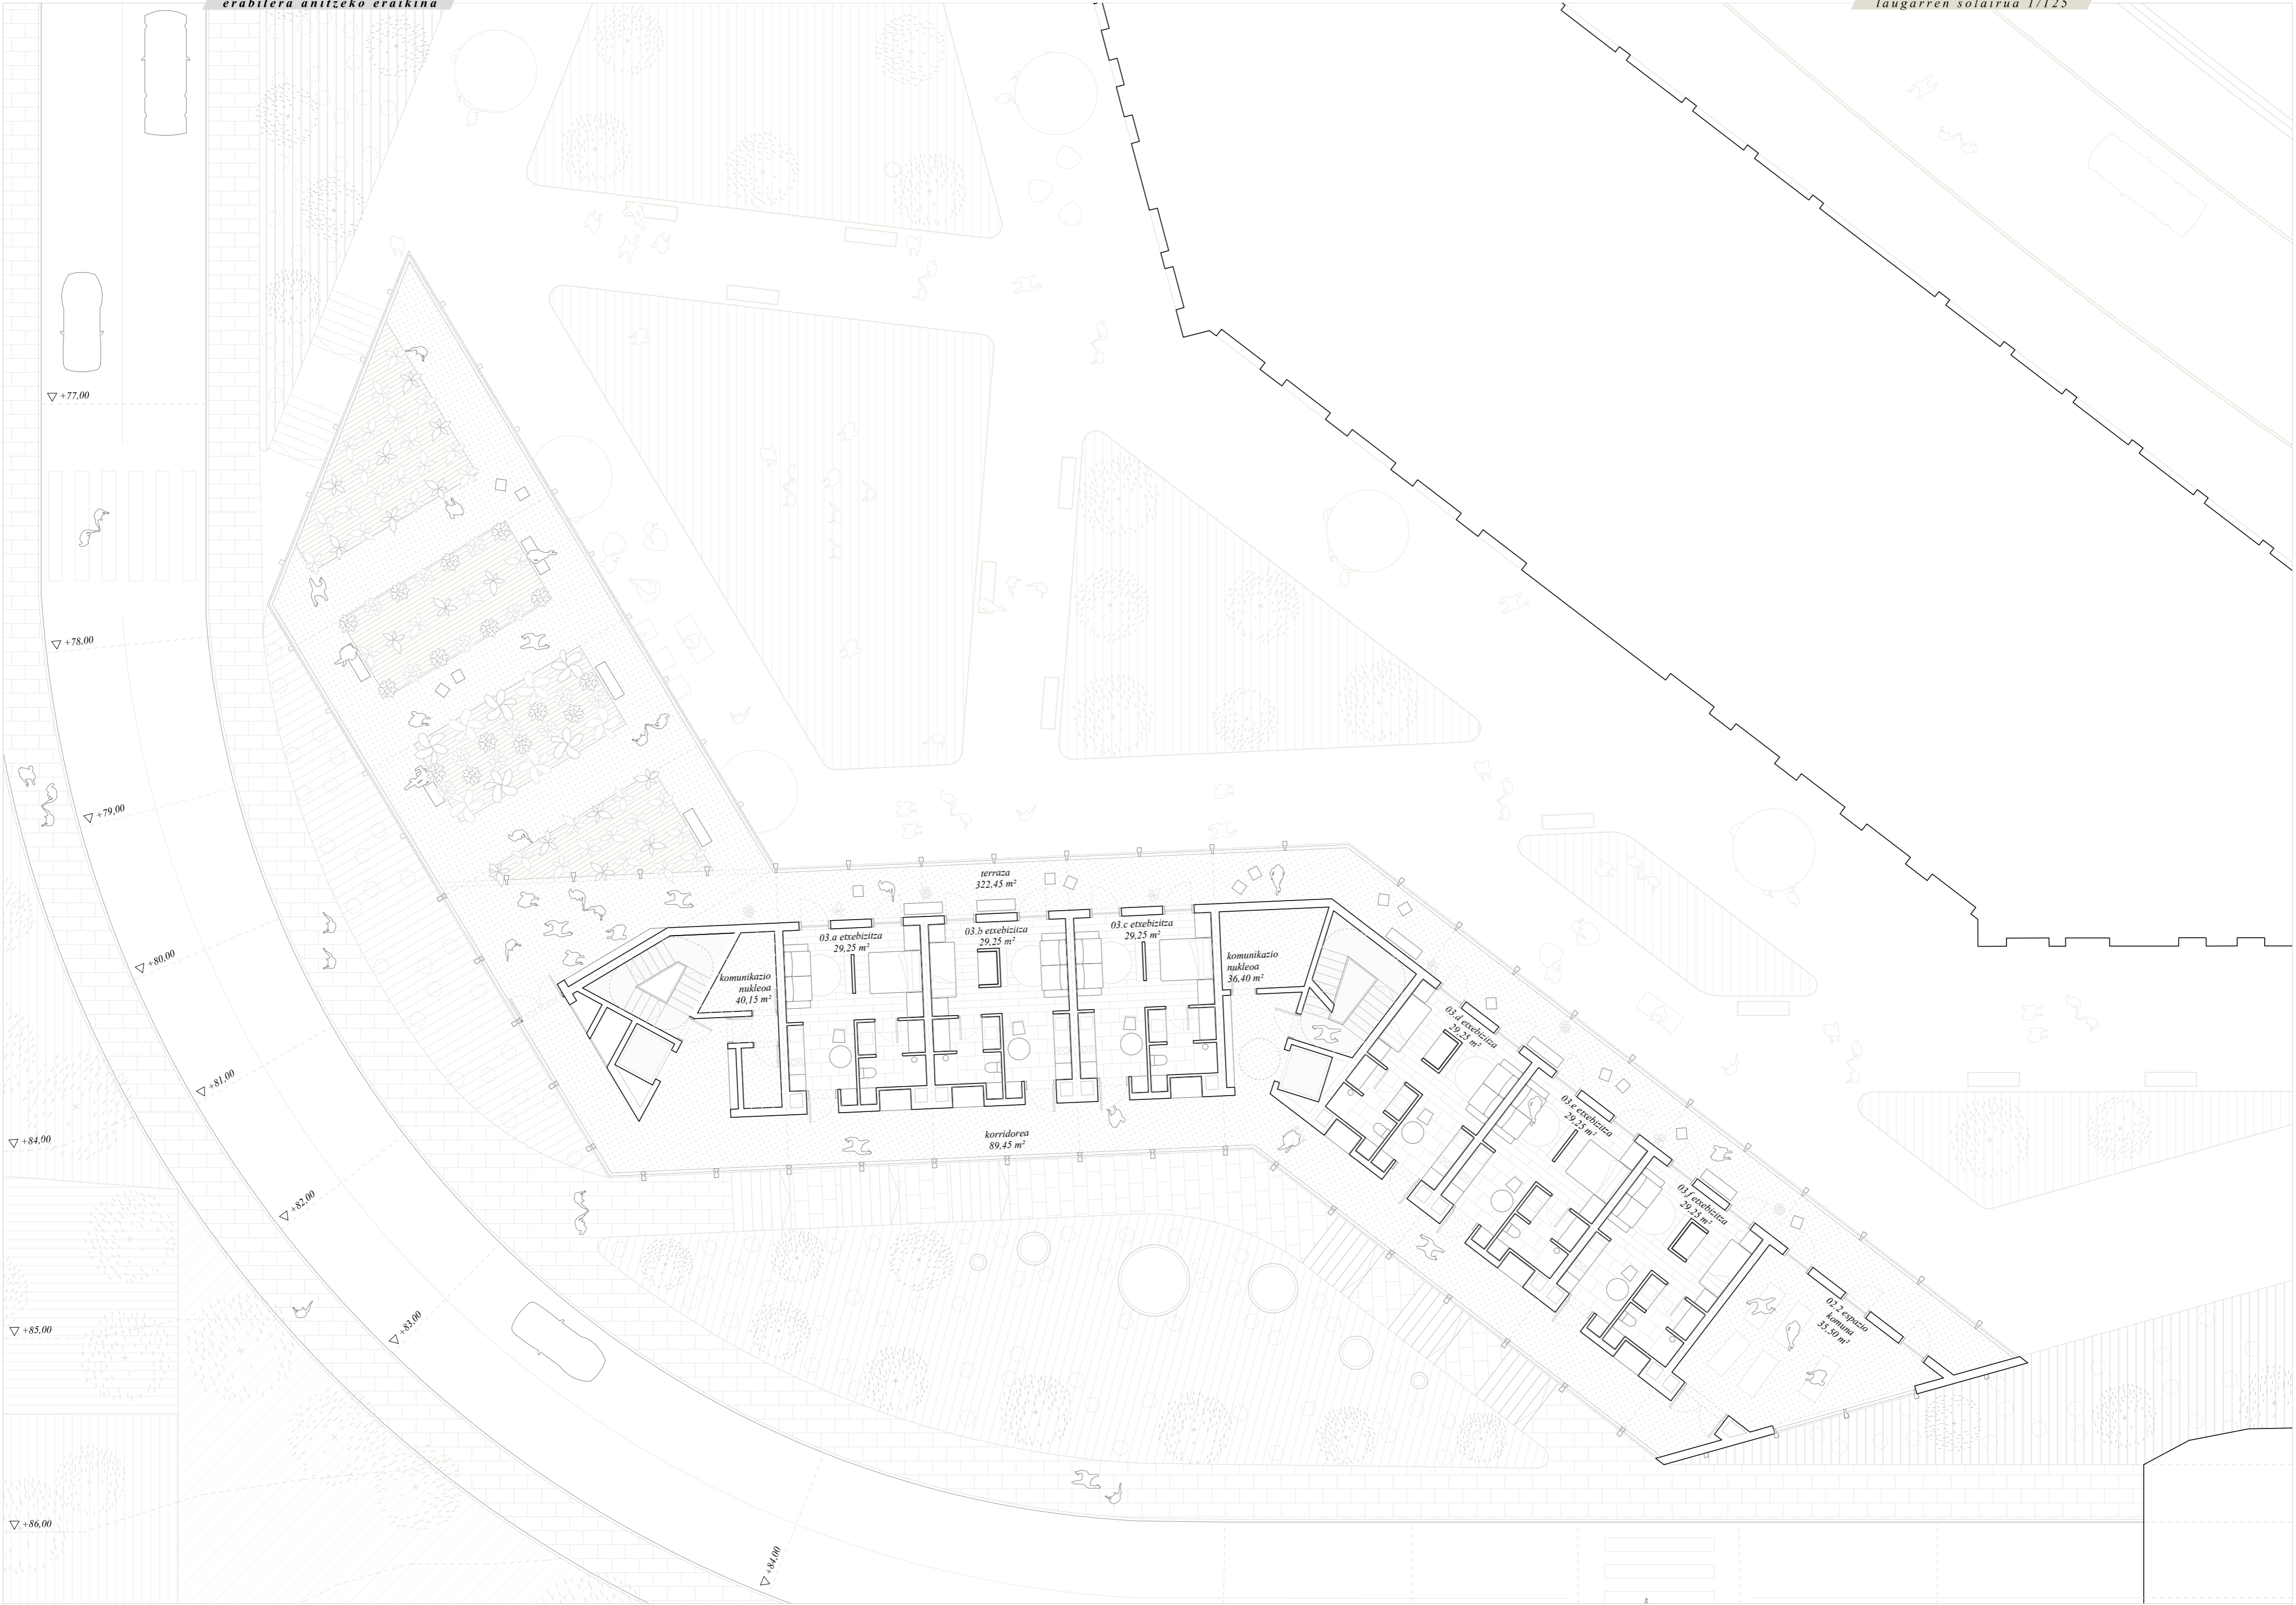 erabilera anitzeko eraikina
laugarren solairua 1/125
+77,00
+78.00
+79,00
+80,00
+81,00
+82,00
+83,00
+84,00
+84,00
+85,00
+86,00
terraza
322,45 m²
03.a etxebizitza
29,25 m²
03.b etxebizitza
29,25 m²
03.c etxebizitza
29,25 m²
komunikazio
nukleoa
40,15 m²
komunikazio
nukleoa
36,40 m²
korridorea
89,45 m²
03.d etxebizitza
29,25 m²
03.e etxebizitza
29,25 m²
03.f etxebizitza
29,25 m²
02.2 espazio
komuna
35,50 m²